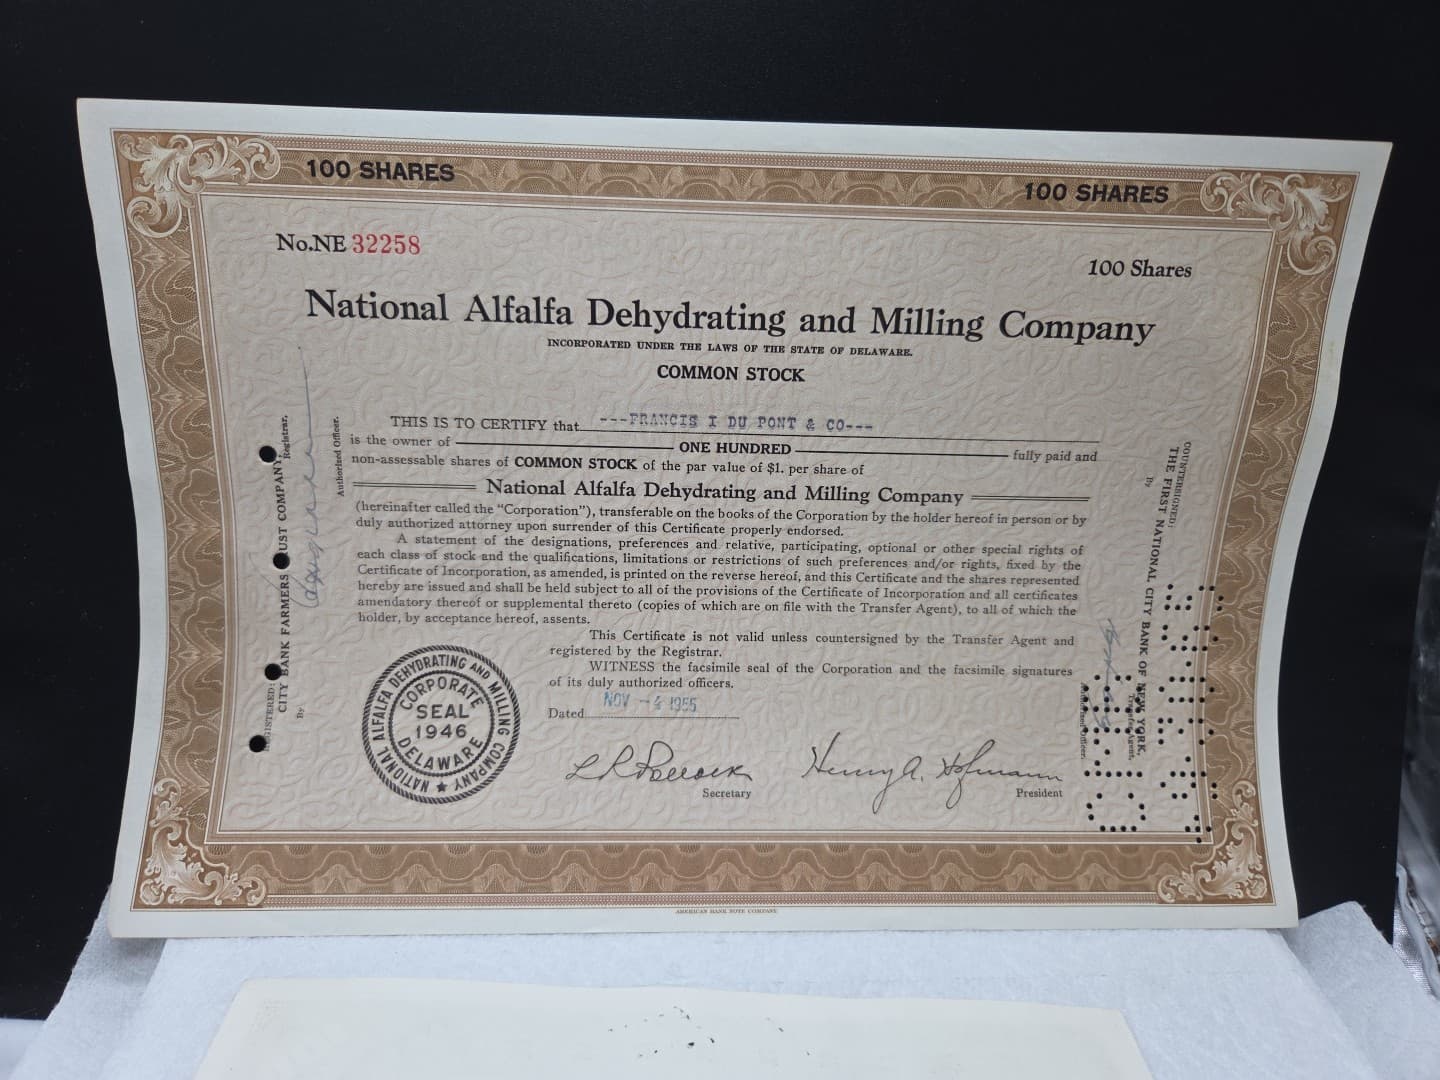 100 SHARES
100 SHARES
No.NE 32258
100 Shares
National Alfalfa Dehydrating and Milling Company
INCORPORATED UNDER THE LAWS OF THE STATE OF DELAWARE.
COMMON STOCK
THIS IS TO CERTIFY that ---FRANCIS I DU PONT & CO---
is the owner of ONE HUNDRED fully paid and
non-assessable shares of COMMON STOCK of the par value of $1. per share of
National Alfalfa Dehydrating and Milling Company
(hereinafter called the "Corporation"), transferable on the books of the Corporation by the holder hereof in person or by
duly authorized attorney upon surrender of this Certificate properly endorsed.
A statement of the designations, preferences and relative, participating, optional or other special rights of
each class of stock and the qualifications, limitations or restrictions of such preferences and/or rights, fixed by the
Certificate of Incorporation, as amended, is printed on the reverse hereof, and this Certificate and the shares represented
hereby are issued and shall be held subject to all of the provisions of the Certificate of Incorporation and all certificates
amendatory thereof or supplemental thereto (copies of which are on file with the Transfer Agent), to all of which the
holder, by acceptance hereof, assents.
This Certificate is not valid unless countersigned by the Transfer Agent and
registered by the Registrar.
WITNESS the facsimile seal of the Corporation and the facsimile signatures
of its duly authorized officers.
Dated NOV -4 1955
L R Pocock
Secretary
Henry A. Hofmann
President
NATIONAL ALFALFA DEHYDRATING AND MILLING COMPANY
CORPORATE
SEAL
1946
DELAWARE
REGISTERED:
CITY BANK FARMERS TRUST COMPANY,
Registrar.
By
Authorized Officer.
COUNTERSIGNED:
THE FIRST NATIONAL CITY BANK OF NEW YORK,
Transfer Agent,
By
Authorized Officer.
AMERICAN BANK NOTE COMPANY